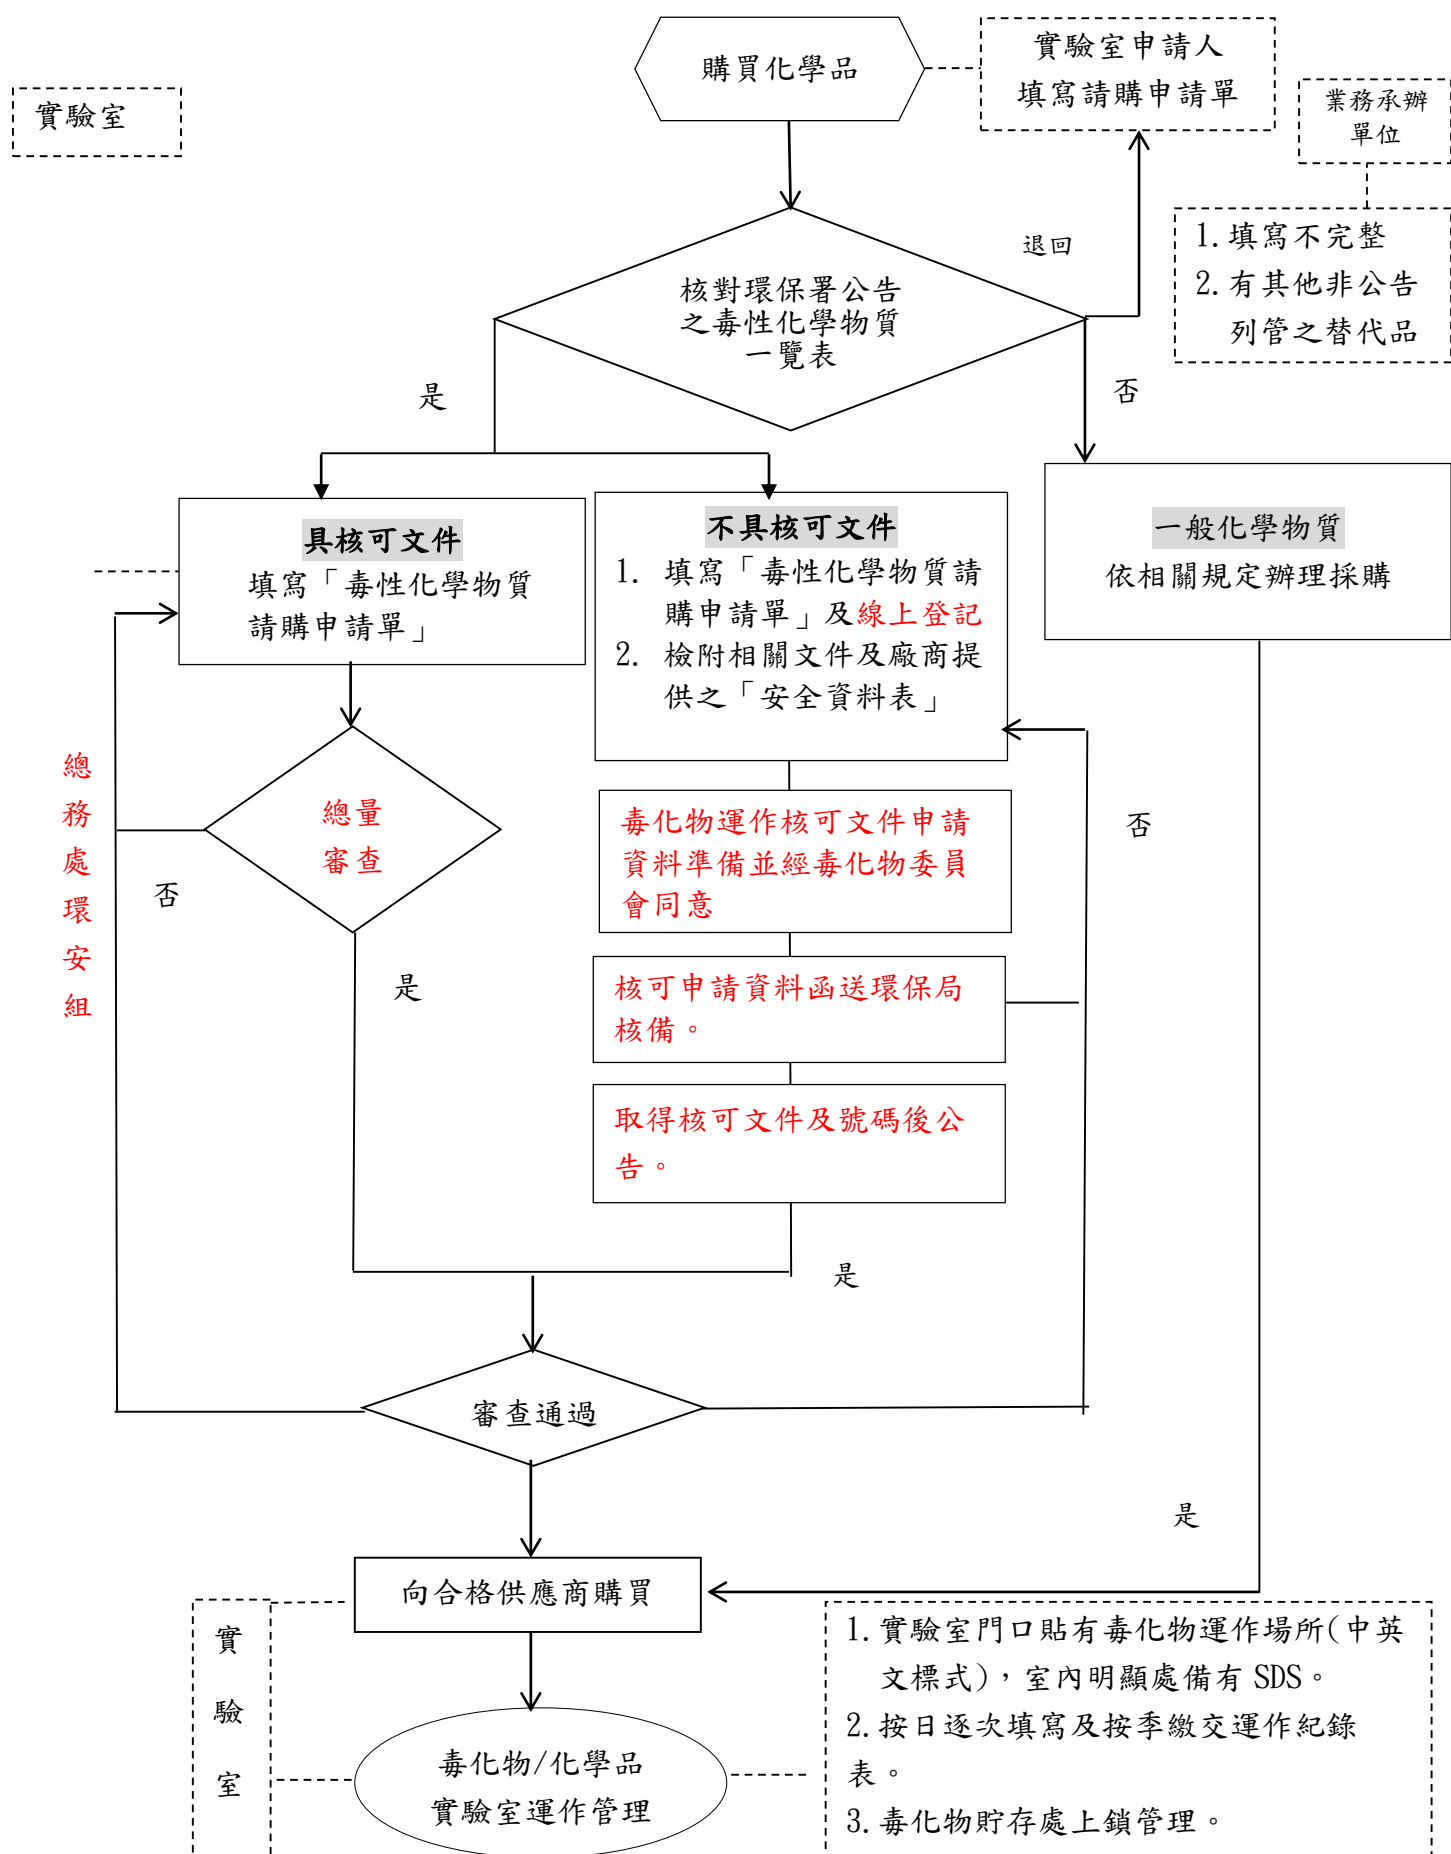 購買化學品
實驗室申請人
填寫請購申請單
實驗室
業務承辦
單位
退回
1.填寫不完整
2.有其他非公告
列管之替代品
核對環保署公告
之毒性化學物質
一覽表
是
否
具核可文件
填寫「毒性化學物質
請購申請單」
不具核可文件
1. 填寫「毒性化學物質請
購申請單」及線上登記
2. 檢附相關文件及廠商提
供之「安全資料表」
一般化學物質
依相關規定辦理採購
總
務
處
環
安
組
總量
審查
否
是
毒化物運作核可文件申請
資料準備並經毒化物委員
會同意
否
核可申請資料函送環保局
核備。
取得核可文件及號碼後公
告。
是
審查通過
是
向合格供應商購買
實
驗
室
毒化物/化學品
實驗室運作管理
1.實驗室門口貼有毒化物運作場所(中英
文標式)，室內明顯處備有 SDS。
2.按日逐次填寫及按季繳交運作紀錄
表。
3.毒化物貯存處上鎖管理。